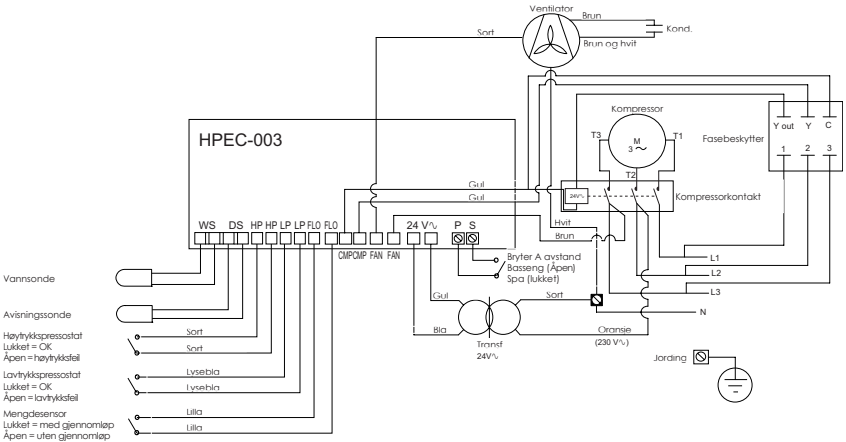 Ventilator
Brun
Sort
Kond.
Brun og hvit
HPEC-003
Kompressor
T3
M
3 ~
T1
T2
Fasebeskytter
Y out
Y
C
1
2
3
24V∿
Kompressorkontakt
Gul
Gul
Hvit
Brun
WS
DS
HP
HP
LP
LP
FLO
FLO
CMP
CMP
FAN
FAN
24 V∿
P
S
Bryter A avstand
Basseng (Åpen)
Spa (lukket)
L1
L2
L3
N
Vannsonde
Avisningssonde
Gul
Bla
Sort
Oransje
(230 V∿)
Transf
24V∿
Jording
Høytrykkspressostat
Lukket = OK
Åpen = høytrykksfeil
Sort
Sort
Lavtrykkspressostat
Lukket = OK
Åpen = lavtrykksfeil
Lysebla
Lysebla
Mengdesensor
Lukket = med gjennomløp
Åpen = uten gjennomløp
Lilla
Lilla